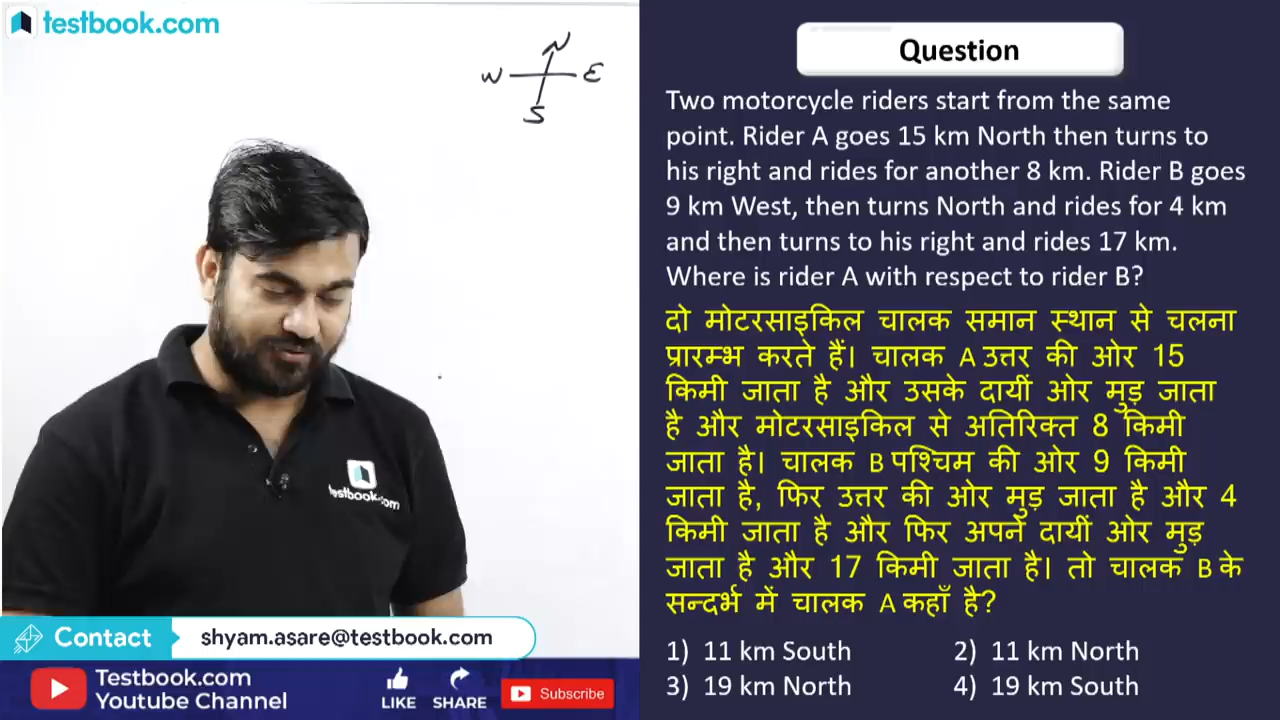 testbook.com
N
W E
S
testbook.com
Contact shyam.asare@testbook.com
Testbook.com
Youtube Channel
LIKE SHARE Subscribe
Question
Two motorcycle riders start from the same
point. Rider A goes 15 km North then turns to
his right and rides for another 8 km. Rider B goes
9 km West, then turns North and rides for 4 km
and then turns to his right and rides 17 km.
Where is rider A with respect to rider B?
दो मोटरसाइकिल चालक समान स्थान से चलना
प्रारम्भ करते हैं। चालक A उत्तर की ओर 15
किमी जाता है और उसके दायीं ओर मुड़ जाता
है और मोटरसाइकिल से अतिरिक्त 8 किमी
जाता है। चालक B पश्चिम की ओर 9 किमी
जाता है, फिर उत्तर की ओर मुड़ जाता है और 4
किमी जाता है और फिर अपने दायीं ओर मुड़
जाता है और 17 किमी जाता है। तो चालक B के
सन्दर्भ में चालक A कहाँ है?
1) 11 km South 2) 11 km North
3) 19 km North 4) 19 km South